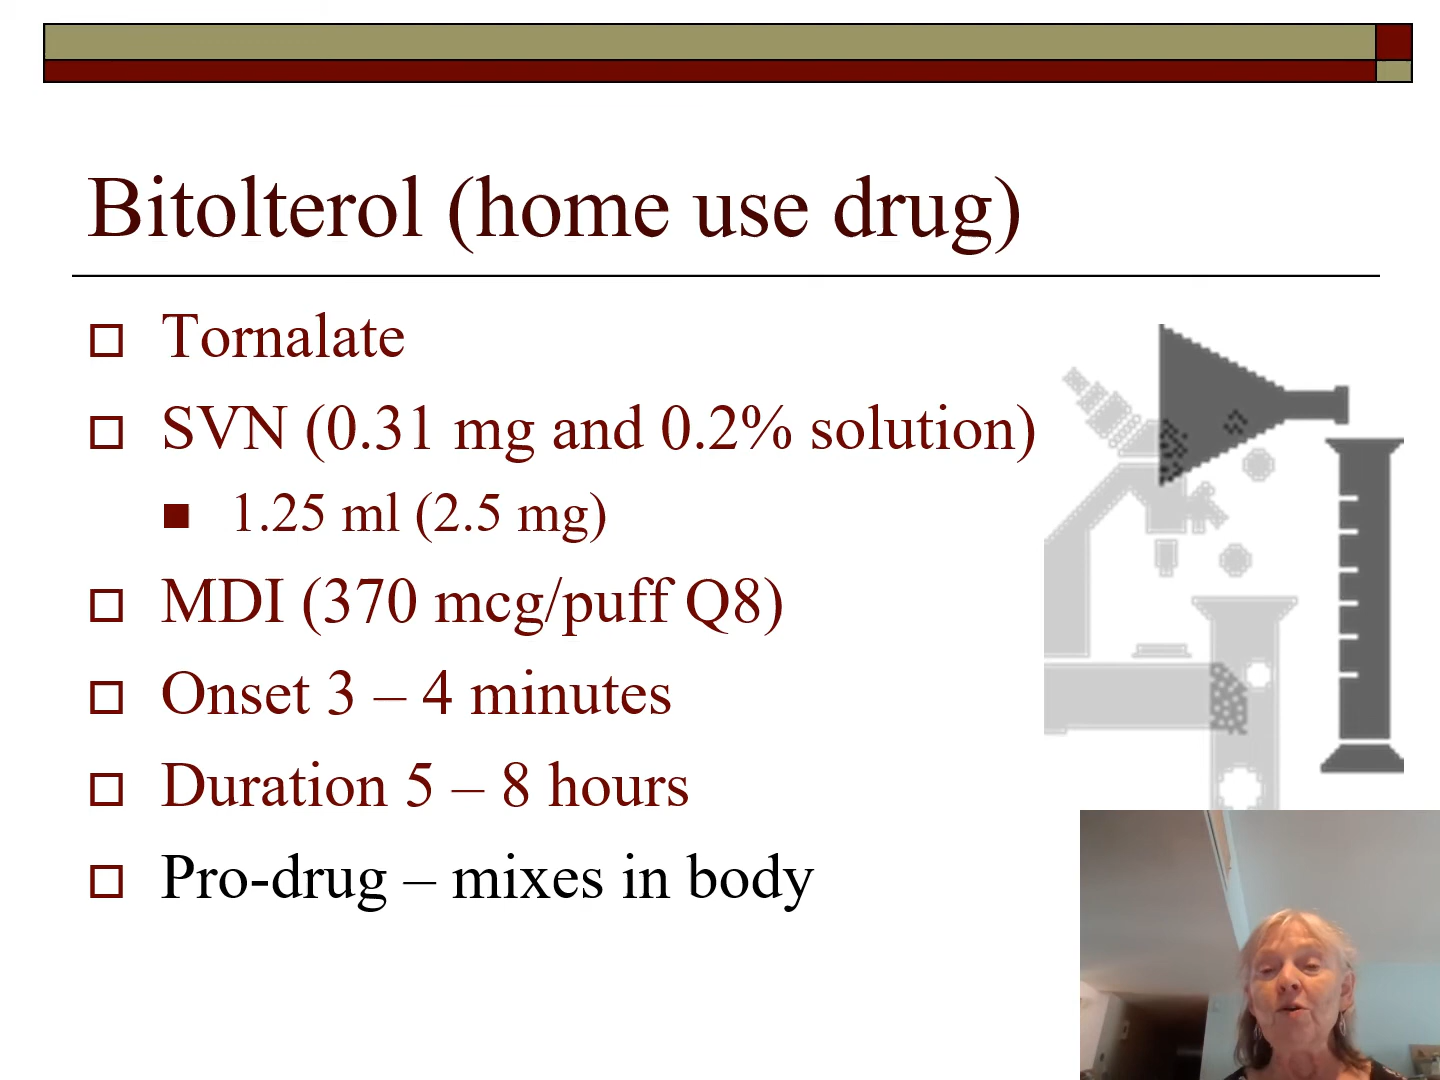 Bitolterol (home use drug)
Tornalate
SVN (0.31 mg and 0.2% solution)
1.25 ml (2.5 mg)
MDI (370 mcg/puff Q8)
Onset 3 – 4 minutes
Duration 5 – 8 hours
Pro-drug – mixes in body